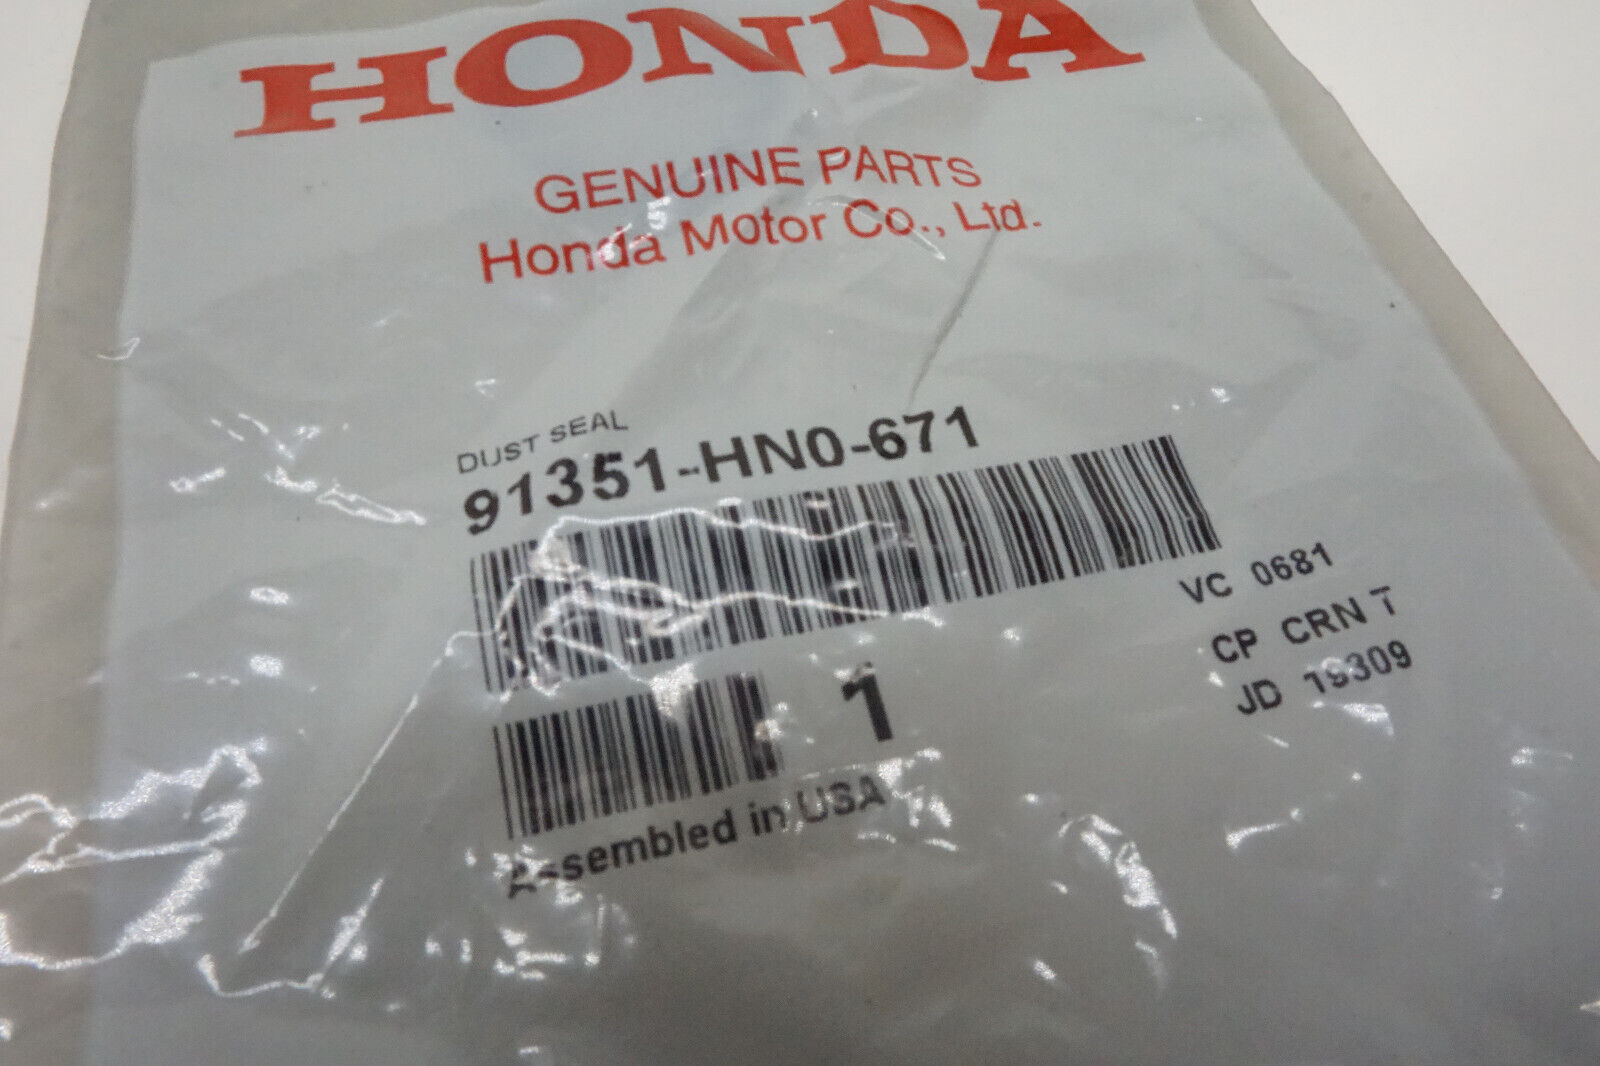 HONDA
GENUINE PARTS
Honda Motor Co., Ltd.
DUST SEAL
91351-HN0-671
VC 0681
CP CRN T
JD 19309
1
Assembled in USA